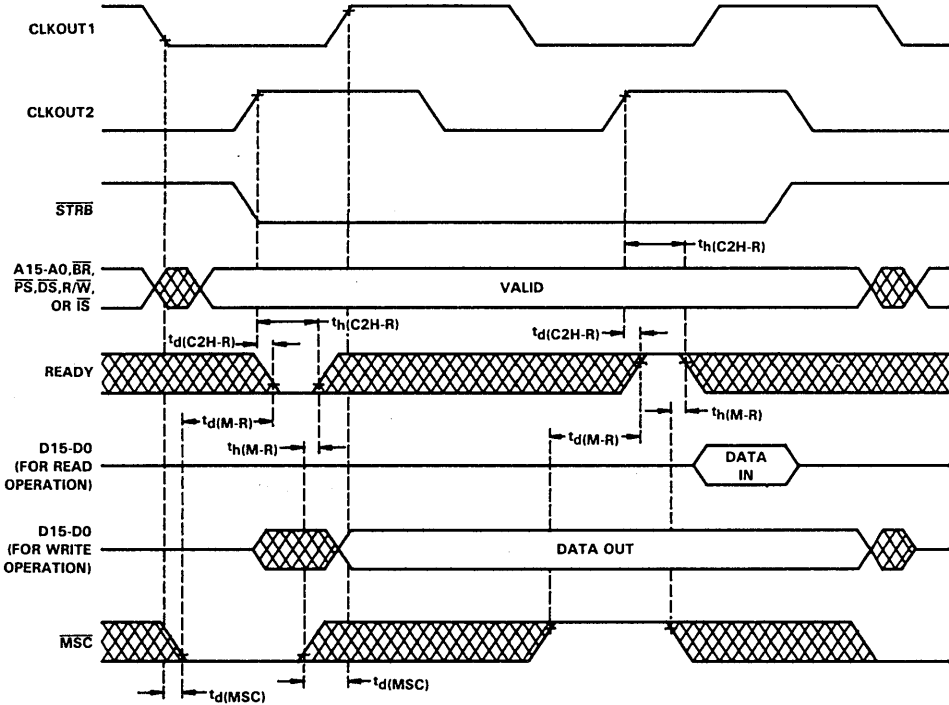 CLKOUT1
CLKOUT2
STRB
th(C2H-R)
A15-A0,BR,
PS,DS,R/W,
OR IS
VALID
th(C2H-R)
td(C2H-R)
td(C2H-R)
READY
td(M-R)
th(M-R)
td(M-R)
th(M-R)
D15-D0
(FOR READ
OPERATION)
DATA
IN
D15-D0
(FOR WRITE
OPERATION)
DATA OUT
MSC
td(MSC)
td(MSC)